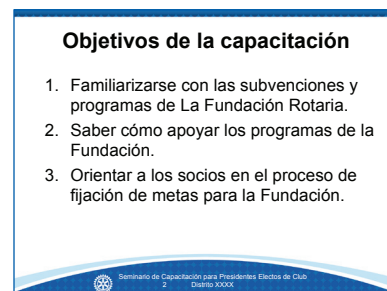 Objetivos de la capacitación
1. Familiarizarse con las subvenciones y
programas de La Fundación Rotaria.
2. Saber cómo apoyar los programas de la
Fundación.
3. Orientar a los socios en el proceso de
fijación de metas para la Fundación.
Seminario de Capacitación para Presidentes Electos de Club
2 Distrito XXXX